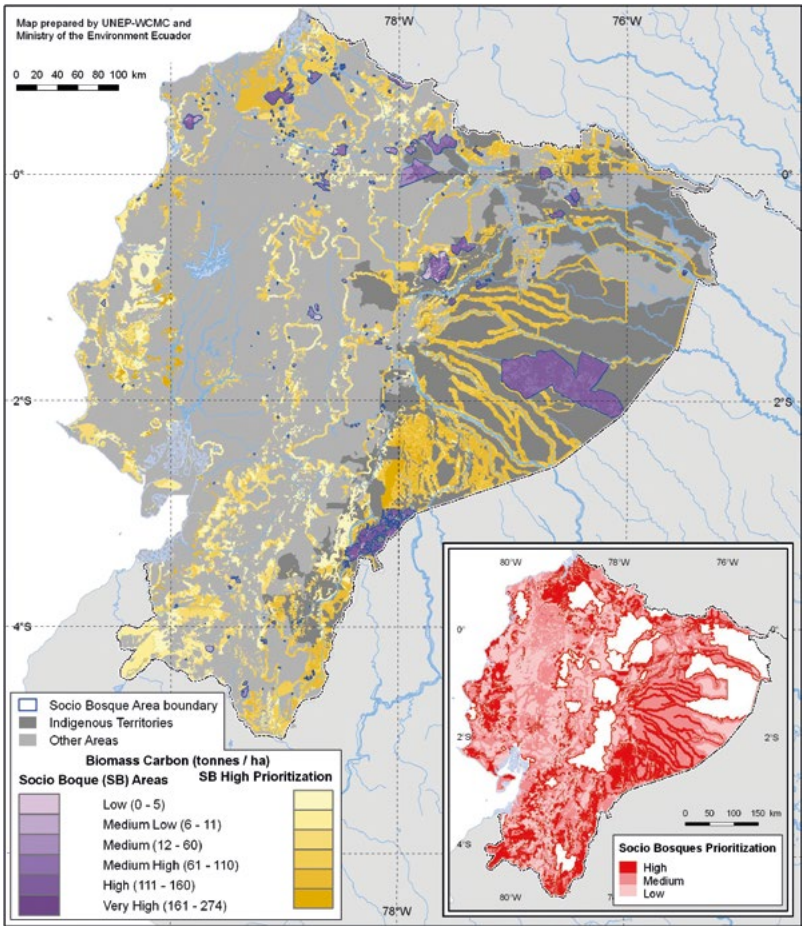 Map prepared by UNEP-WCMC and
Ministry of the Environment Ecuador
0 20 40 60 80 100 km
78°W
76°W
0°
0°
2°S
2°S
4°S
78°W
Socio Bosque Area boundary
Indigenous Territories
Other Areas
Biomass Carbon (tonnes / ha)
Socio Boque (SB) Areas
SB High Prioritization
Low (0 - 5)
Medium Low (6 - 11)
Medium (12 - 60)
Medium High (61 - 110)
High (111 - 160)
Very High (161 - 274)
80°W
78°W
76°W
0°
0°
2°S
2°S
4°S
80°W
0 50 100 150 km
Socio Bosques Prioritization
High
Medium
Low